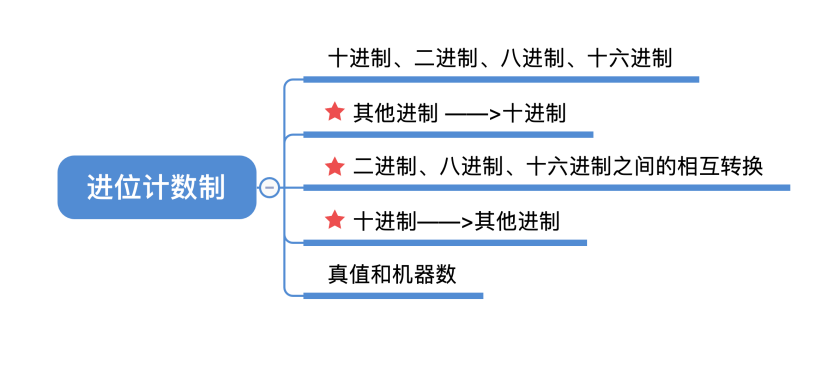 十进制、二进制、八进制、十六进制
其他进制 ——>十进制
进位计数制
二进制、八进制、十六进制之间的相互转换
十进制——>其他进制
真值和机器数